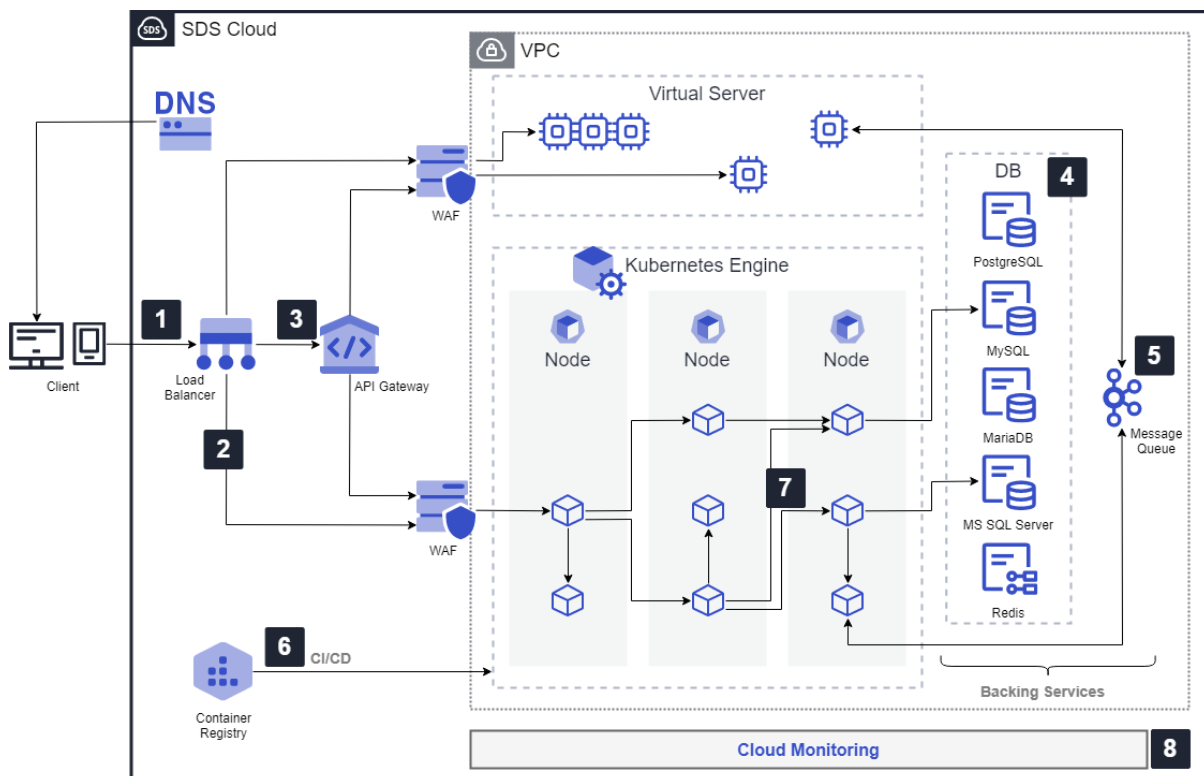 SDS
SDS Cloud
VPC
Virtual Server
DNS
WAF
DB
4
PostgreSQL
Kubernetes Engine
1
3
MySQL
5
Node
Node
Node
Client
Load
Balancer
API Gateway
Message
Queue
MariaDB
2
7
MS SQL Server
WAF
Redis
6
CI/CD
Backing Services
Container
Registry
Cloud Monitoring
8